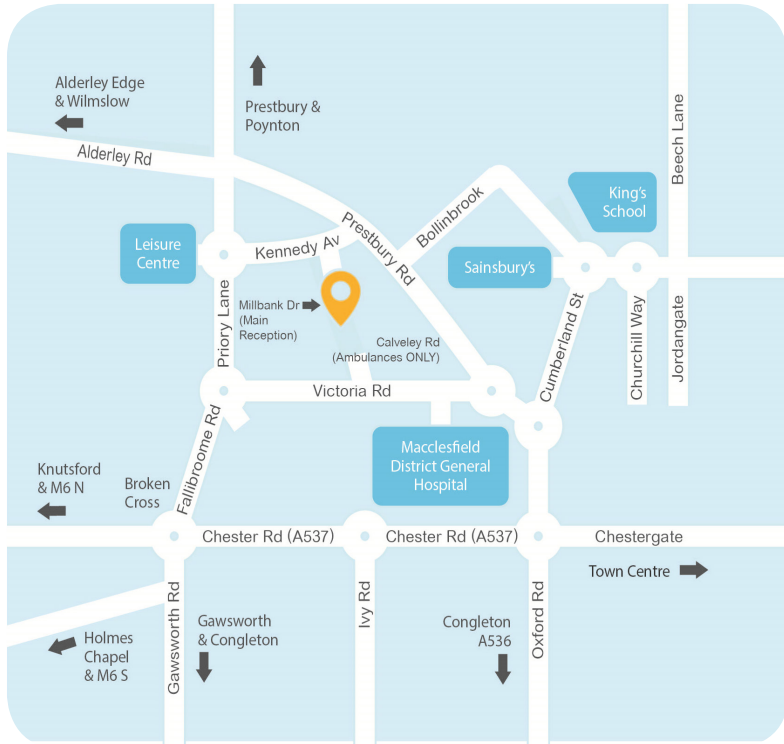 Alderley Edge
& Wilmslow
Alderley Rd
Prestbury &
Poynton
Beech Lane
King's
School
Bollinbrook
Prestbury Rd
Leisure
Centre
Kennedy Av
Sainsbury's
Priory Lane
Millbank Dr
(Main
Reception)
Calveley Rd
(Ambulances ONLY)
Cumberland St
Churchill Way
Jordangate
Victoria Rd
Fallibroome Rd
Macclesfield
District General
Hospital
Knutsford
& M6 N
Broken
Cross
Chester Rd (A537)
Chester Rd (A537)
Chestergate
Town Centre
Gawsworth Rd
Ivy Rd
Oxford Rd
Holmes
Chapel
& M6 S
Gawsworth
& Congleton
Congleton
A536